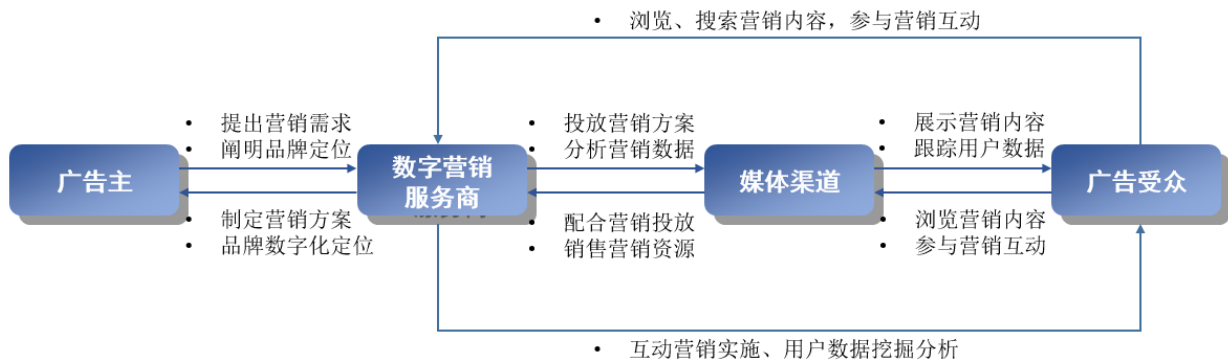 • 浏览、搜索营销内容，参与营销互动
• 提出营销需求
• 阐明品牌定位
• 投放营销方案
• 分析营销数据
• 展示营销内容
• 跟踪用户数据
广告主
数字营销
服务商
媒体渠道
广告受众
• 制定营销方案
• 品牌数字化定位
• 配合营销投放
• 销售营销资源
• 浏览营销内容
• 参与营销互动
• 互动营销实施、用户数据挖掘分析